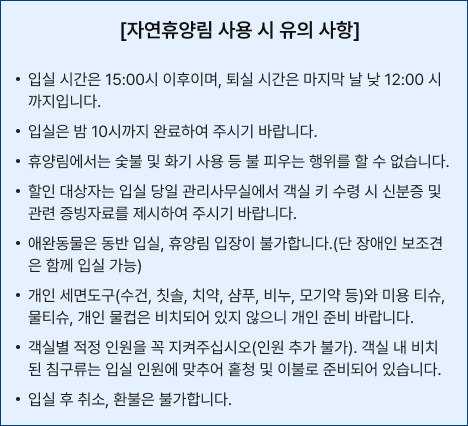 [자연휴양림 사용 시 유의 사항]
• 입실 시간은 15:00시 이후이며, 퇴실 시간은 마지막 날 낮 12:00 시
까지입니다.
• 입실은 밤 10시까지 완료하여 주시기 바랍니다.
• 휴양림에서는 숯불 및 화기 사용 등 불 피우는 행위를 할 수 없습니다.
• 할인 대상자는 입실 당일 관리사무실에서 객실 키 수령 시 신분증 및
관련 증빙자료를 제시하여 주시기 바랍니다.
• 애완동물은 동반 입실, 휴양림 입장이 불가합니다.(단 장애인 보조견
은 함께 입실 가능)
• 개인 세면도구(수건, 칫솔, 치약, 샴푸, 비누, 모기약 등)와 미용 티슈,
물티슈, 개인 물컵은 비치되어 있지 않으니 개인 준비 바랍니다.
• 객실별 적정 인원을 꼭 지켜주십시오(인원 추가 불가). 객실 내 비치
된 침구류는 입실 인원에 맞추어 홑청 및 이불로 준비되어 있습니다.
• 입실 후 취소, 환불은 불가합니다.